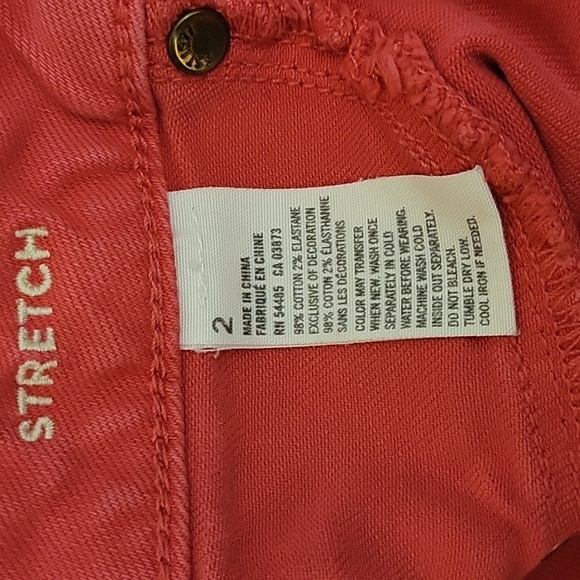 STRETCH
2
MADE IN CHINA
FABRIQUÉ EN CHINE
RN 54485 CA 03873
98% COTTON 2% ELASTANE
EXCLUSIVE OF DECORATION
98% COTTON 2% ÉLASTHANNE
SANS LES DÉCORATIONS
COLOR MAY TRANSFER
WHEN NEW. WASH ONCE
SEPARATELY IN COLD
WATER BEFORE WEARING.
MACHINE WASH COLD
INSIDE OUT SEPARATELY.
DO NOT BLEACH.
TUMBLE DRY LOW.
COOL IRON IF NEEDED.